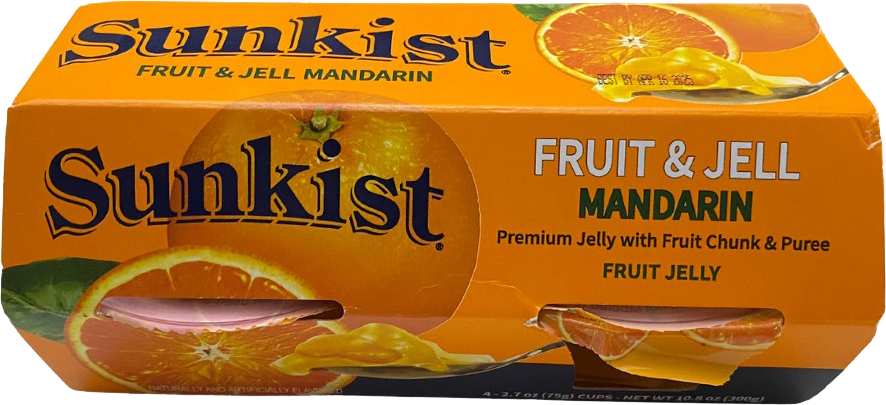 Sunkist®
FRUIT & JELL MANDARIN
BEST BY APR 16 2025
Sunkist®
FRUIT & JELL
MANDARIN
Premium Jelly with Fruit Chunk & Puree
FRUIT JELLY
NATURALLY AND ARTIFICIALLY FLAVORED
4 - 2.7 oz (75g) CUPS - NET WT 10.8 oz (300g)